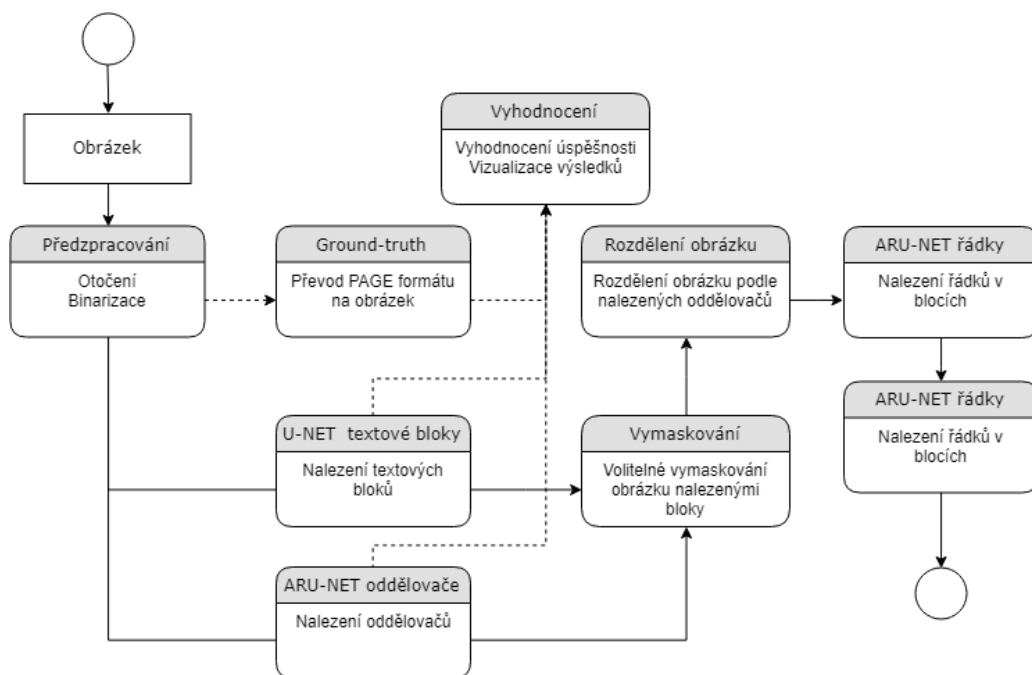 Obrázek
Předzpracování
Otočení
Binarizace
Ground-truth
Převod PAGE formátu
na obrázek
Vyhodnocení
Vyhodnocení úspěšnosti
Vizualizace výsledků
U-NET textové bloky
Nalezení textových
bloků
ARU-NET oddělovače
Nalezení oddělovačů
Vymaskování
Volitelné vymaskování
obrázku nalezenými
bloky
Rozdělení obrázku
Rozdělení obrázku podle
nalezených oddělovačů
ARU-NET řádky
Nalezení řádků v
blocích
ARU-NET řádky
Nalezení řádků v
blocích